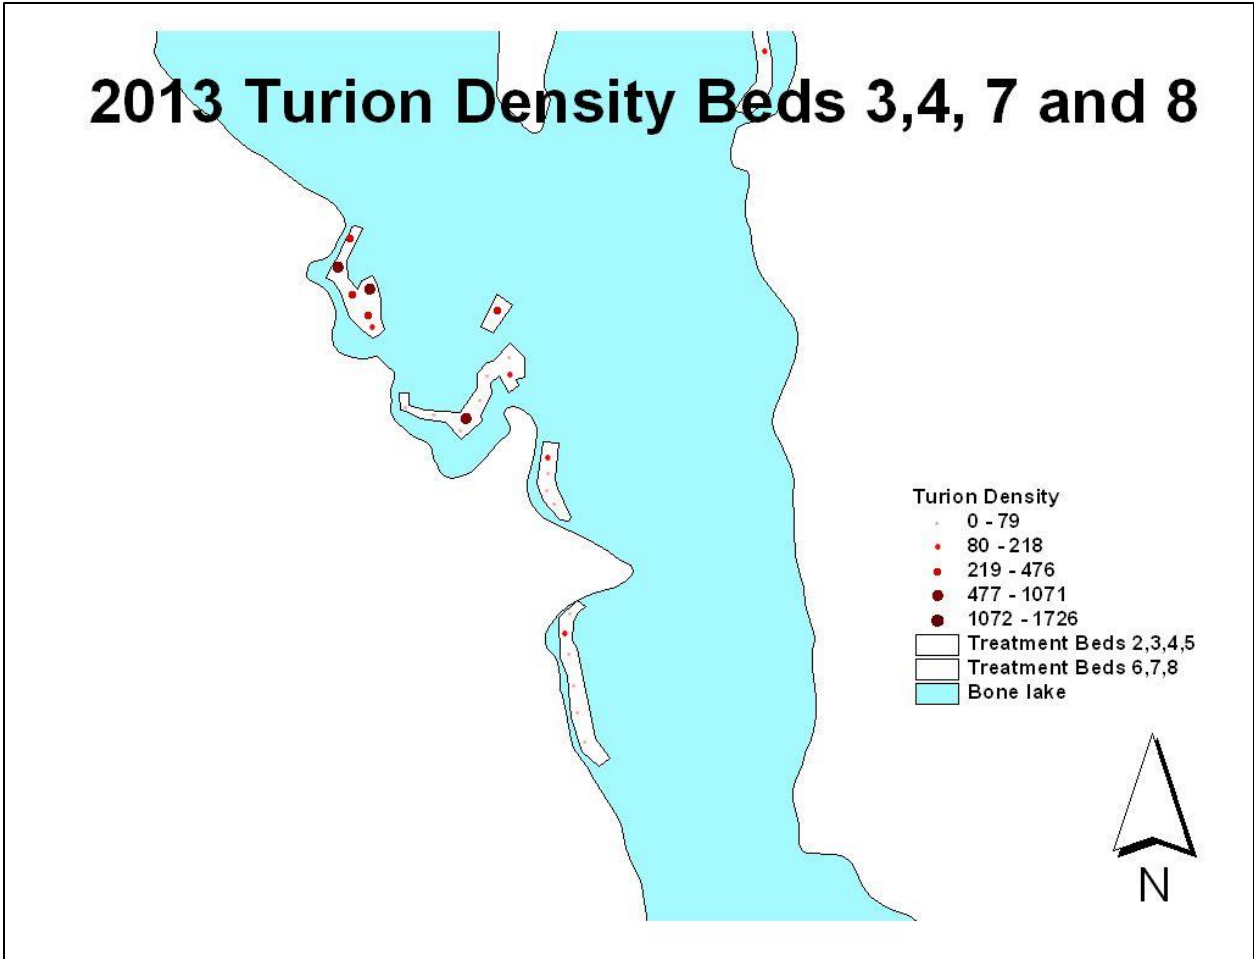 2013 Turion Density Beds 3,4, 7 and 8
Turion Density
0 - 79
80 - 218
219 - 476
477 - 1071
1072 - 1726
Treatment Beds 2,3,4,5
Treatment Beds 6,7,8
Bone lake
N